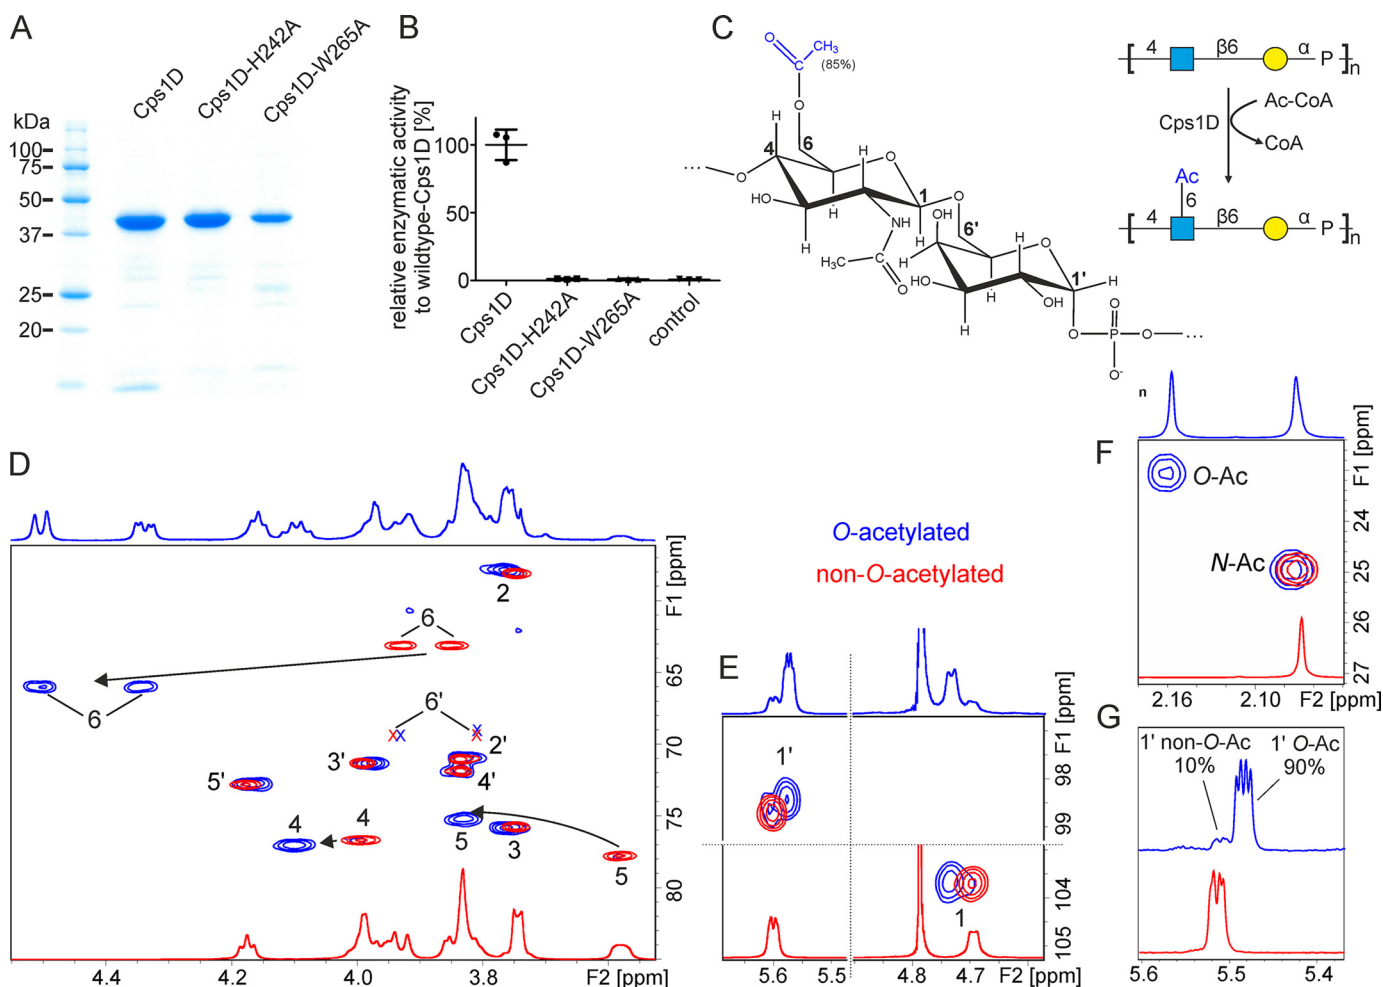 A
Cps1D
Cps1D-H242A
Cps1D-W265A
kDa
100
75
50
37
25
20
B
relative enzymatic activity
to wildtype-Cps1D [%]
100
50
0
Cps1D
Cps1D-H242A
Cps1D-W265A
control
C
O
CH₃
C
(85%)
O
H
6
4
O
H
1
O
6'
...
O
HO
H
H
NH
H
OH
H₃C
O
H
HO
H
H
O
1'
H
OH
H
O
O
P
O
...
O⁻
n
[ 4 β6 α P ]n
Ac-CoA
Cps1D
CoA
Ac
6
[ 4 β6 α P ]n
D
2
6
6
6'
3'
2'
4'
5'
4
4
5
3
5
65
70
75
80
F1 [ppm]
4.4
4.2
4.0
3.8
F2 [ppm]
O-acetylated
non-O-acetylated
E
1'
1
98
99
104
105
F1 [ppm]
5.6
5.5
4.8
4.7
F2 [ppm]
F
O-Ac
N-Ac
F1 [ppm]
24
25
26
27
2.16
2.10
F2 [ppm]
G
1' non-O-Ac
10%
1' O-Ac
90%
5.6
5.5
5.4